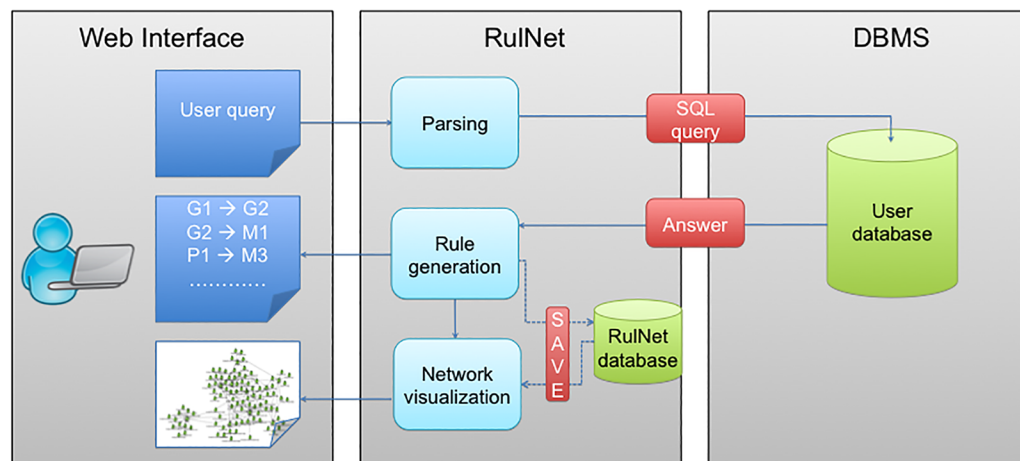 Web Interface
RulNet
DBMS
User query
Parsing
SQL
query
User
database
G1 → G2
G2 → M1
P1 → M3
............
Rule
generation
Answer
S
A
V
E
RulNet
database
Network
visualization